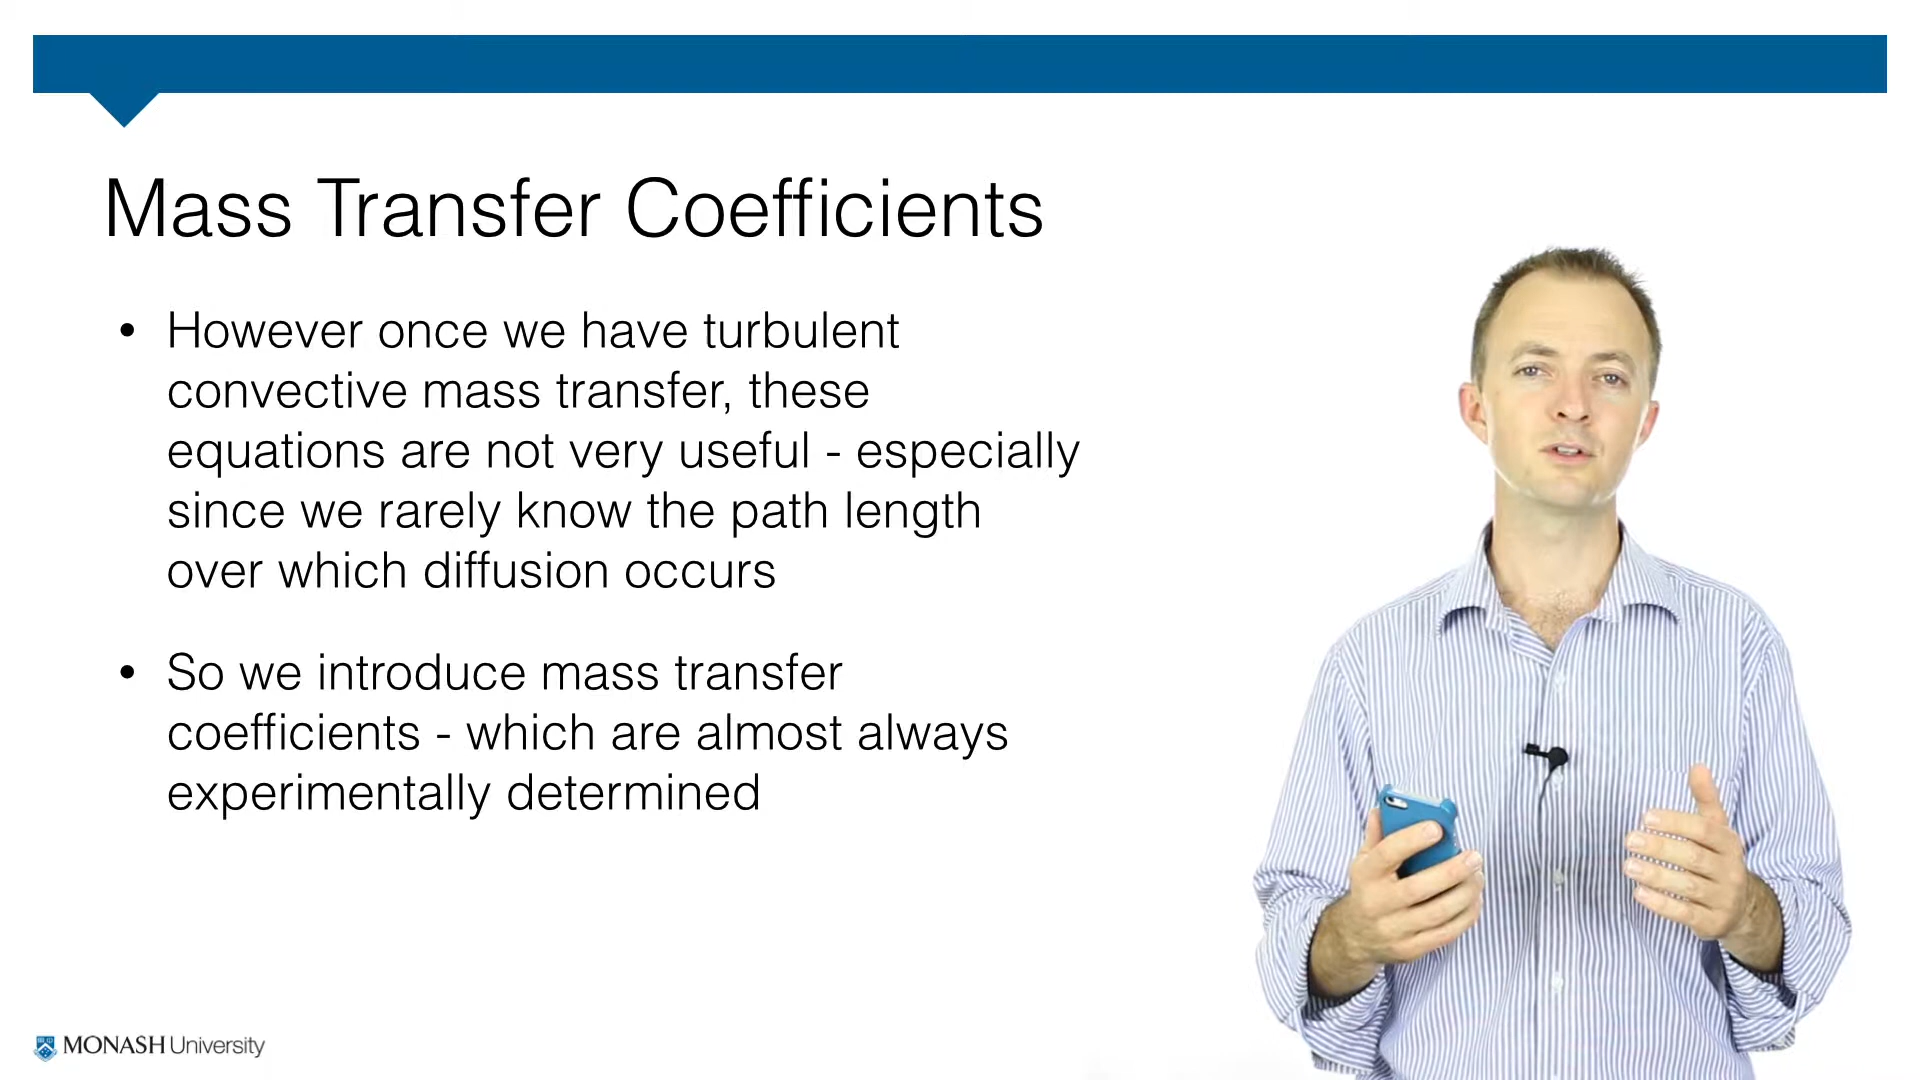 Mass Transfer Coefficients
• However once we have turbulent
convective mass transfer, these
equations are not very useful - especially
since we rarely know the path length
over which diffusion occurs
• So we introduce mass transfer
coefficients - which are almost always
experimentally determined
MONASH University